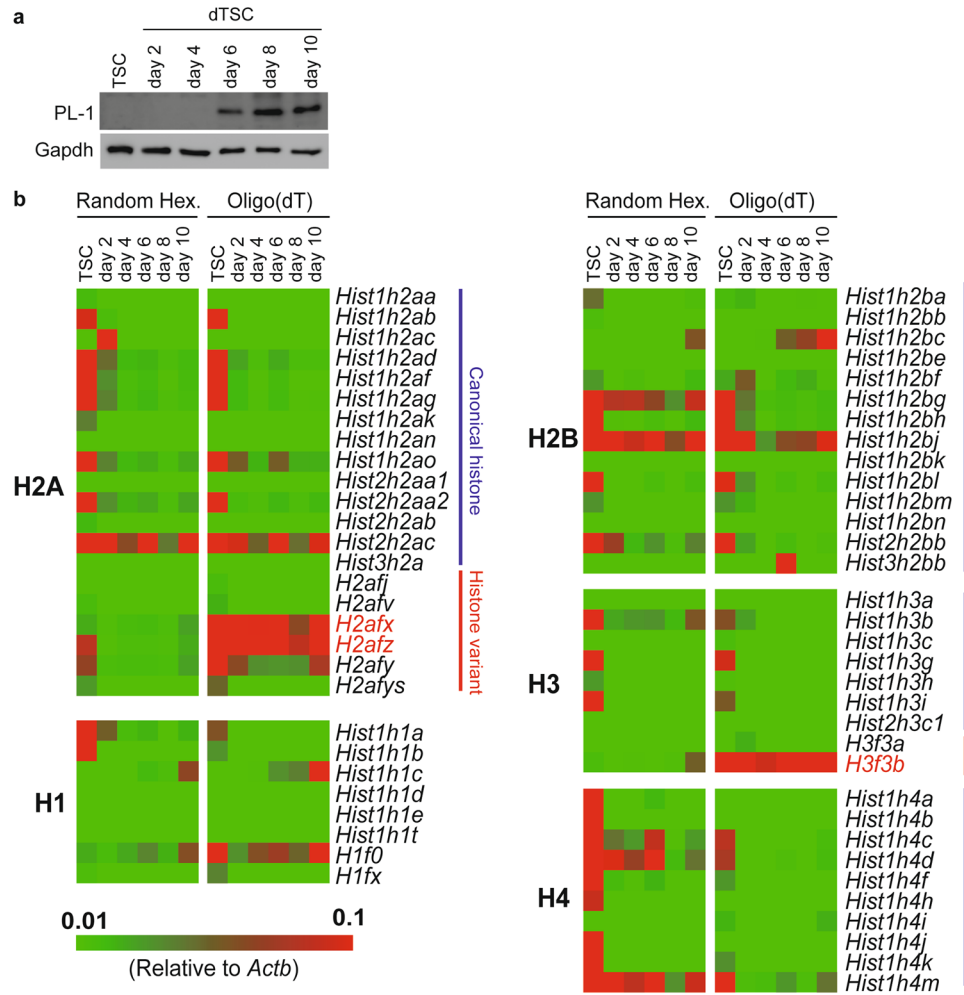 a
dTSC
TSC
day 2
day 4
day 6
day 8
day 10
PL-1
Gapdh
b
Random Hex.
Oligo(dT)
TSC
day 2
day 4
day 6
day 8
day 10
TSC
day 2
day 4
day 6
day 8
day 10
H2A
Hist1h2aa
Hist1h2ab
Hist1h2ac
Hist1h2ad
Hist1h2af
Hist1h2ag
Hist1h2ak
Hist1h2an
Hist1h2ao
Hist2h2aa1
Hist2h2aa2
Hist2h2ab
Hist2h2ac
Hist3h2a
H2afj
H2afv
H2afx
H2afz
H2afy
H2afys
Canonical histone
Histone variant
H1
Hist1h1a
Hist1h1b
Hist1h1c
Hist1h1d
Hist1h1e
Hist1h1t
H1f0
H1fx
0.01
0.1
(Relative to Actb)
Random Hex.
Oligo(dT)
TSC
day 2
day 4
day 6
day 8
day 10
TSC
day 2
day 4
day 6
day 8
day 10
H2B
Hist1h2ba
Hist1h2bb
Hist1h2bc
Hist1h2be
Hist1h2bf
Hist1h2bg
Hist1h2bh
Hist1h2bj
Hist1h2bk
Hist1h2bl
Hist1h2bm
Hist1h2bn
Hist2h2bb
Hist3h2bb
H3
Hist1h3a
Hist1h3b
Hist1h3c
Hist1h3g
Hist1h3h
Hist1h3i
Hist2h3c1
H3f3a
H3f3b
H4
Hist1h4a
Hist1h4b
Hist1h4c
Hist1h4d
Hist1h4f
Hist1h4h
Hist1h4i
Hist1h4j
Hist1h4k
Hist1h4m